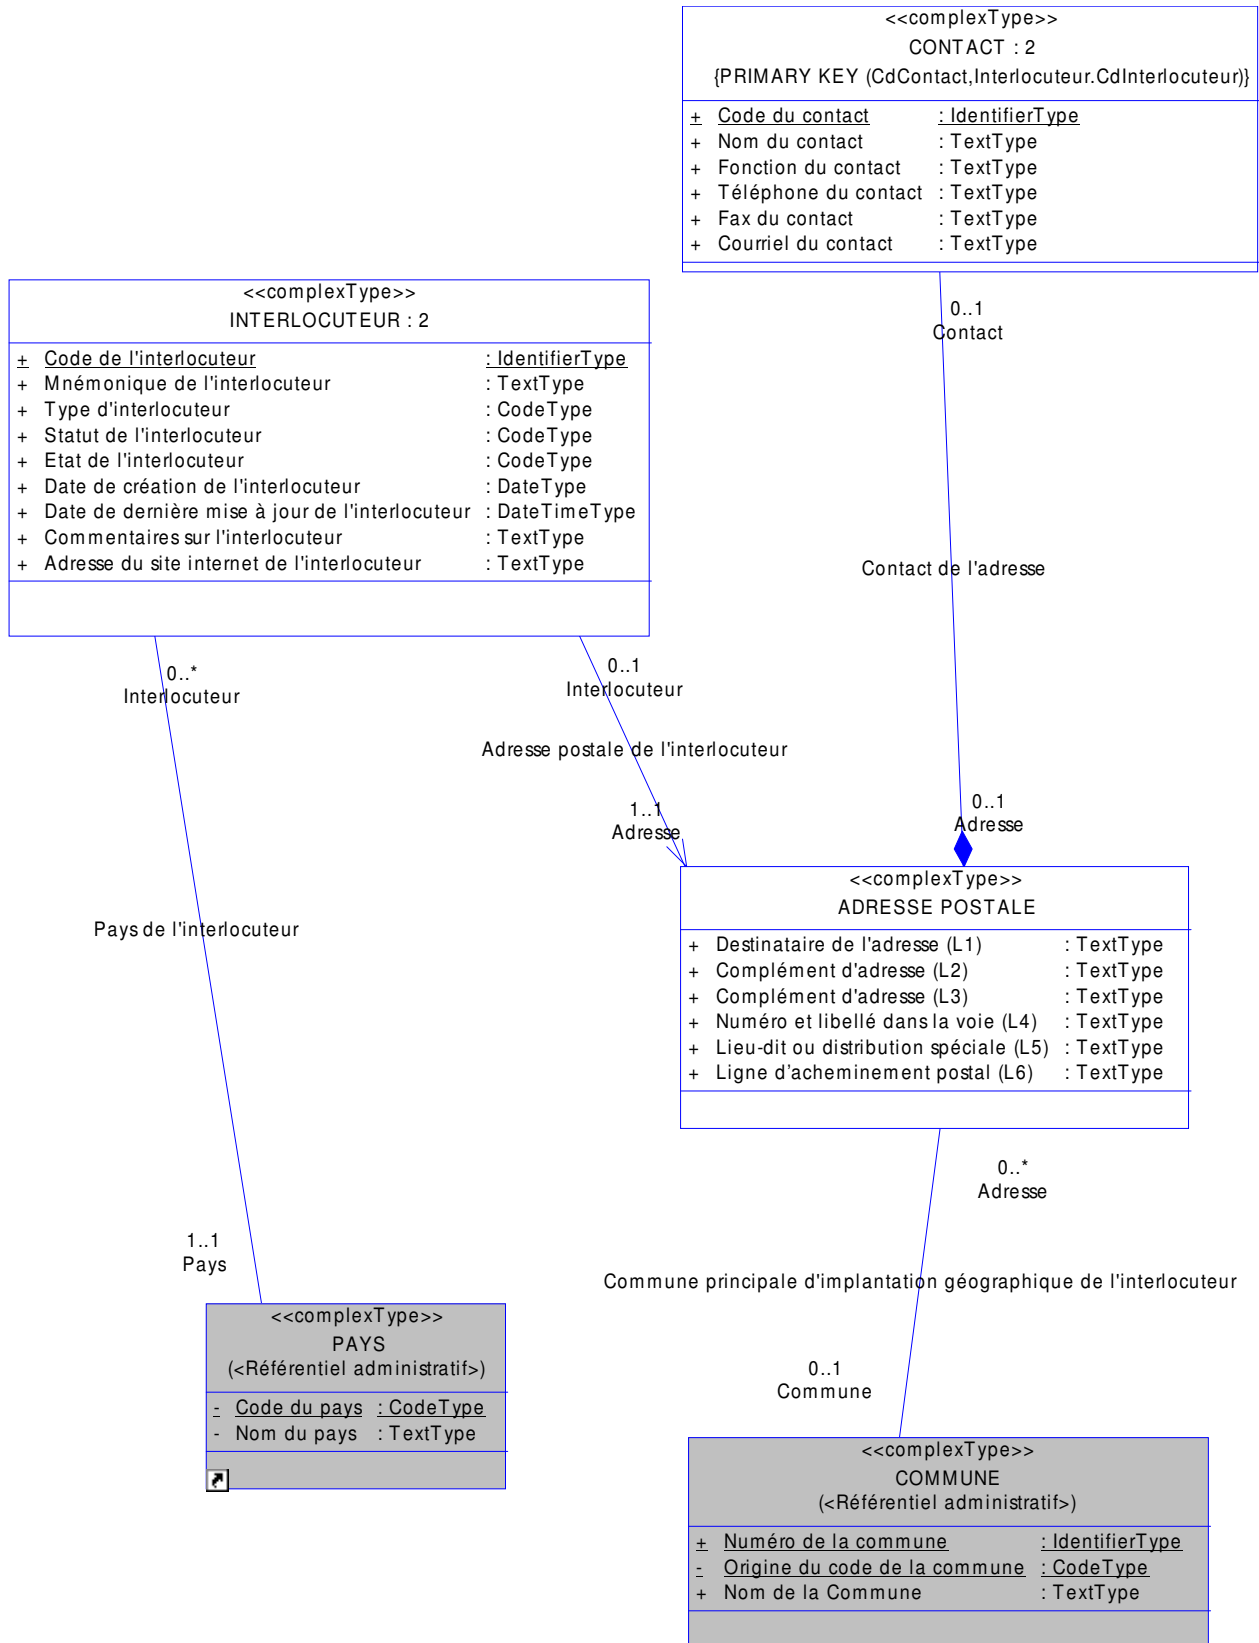 <<complexType>>
CONTACT : 2
{PRIMARY KEY (CdContact,Interlocuteur.CdInterlocuteur)}
+ Code du contact : IdentifierType
+ Nom du contact : TextType
+ Fonction du contact : TextType
+ Téléphone du contact : TextType
+ Fax du contact : TextType
+ Courriel du contact : TextType
<<complexType>>
INTERLOCUTEUR : 2
+ Code de l'interlocuteur : IdentifierType
+ Mnémonique de l'interlocuteur : TextType
+ Type d'interlocuteur : CodeType
+ Statut de l'interlocuteur : CodeType
+ Etat de l'interlocuteur : CodeType
+ Date de création de l'interlocuteur : DateType
+ Date de dernière mise à jour de l'interlocuteur : DateTimeType
+ Commentaires sur l'interlocuteur : TextType
+ Adresse du site internet de l'interlocuteur : TextType
0..1
Contact
Contact de l'adresse
0..1
Adresse
0..*
Interlocuteur
0..1
Interlocuteur
Adresse postale de l'interlocuteur
1..1
Adresse
<<complexType>>
ADRESSE POSTALE
+ Destinataire de l'adresse (L1) : TextType
+ Complément d'adresse (L2) : TextType
+ Complément d'adresse (L3) : TextType
+ Numéro et libellé dans la voie (L4) : TextType
+ Lieu-dit ou distribution spéciale (L5) : TextType
+ Ligne d'acheminement postal (L6) : TextType
Pays de l'interlocuteur
1..1
Pays
0..*
Adresse
Commune principale d'implantation géographique de l'interlocuteur
0..1
Commune
<<complexType>>
PAYS
(<Référentiel administratif>)
- Code du pays : CodeType
- Nom du pays : TextType
<<complexType>>
COMMUNE
(<Référentiel administratif>)
+ Numéro de la commune : IdentifierType
- Origine du code de la commune : CodeType
+ Nom de la Commune : TextType